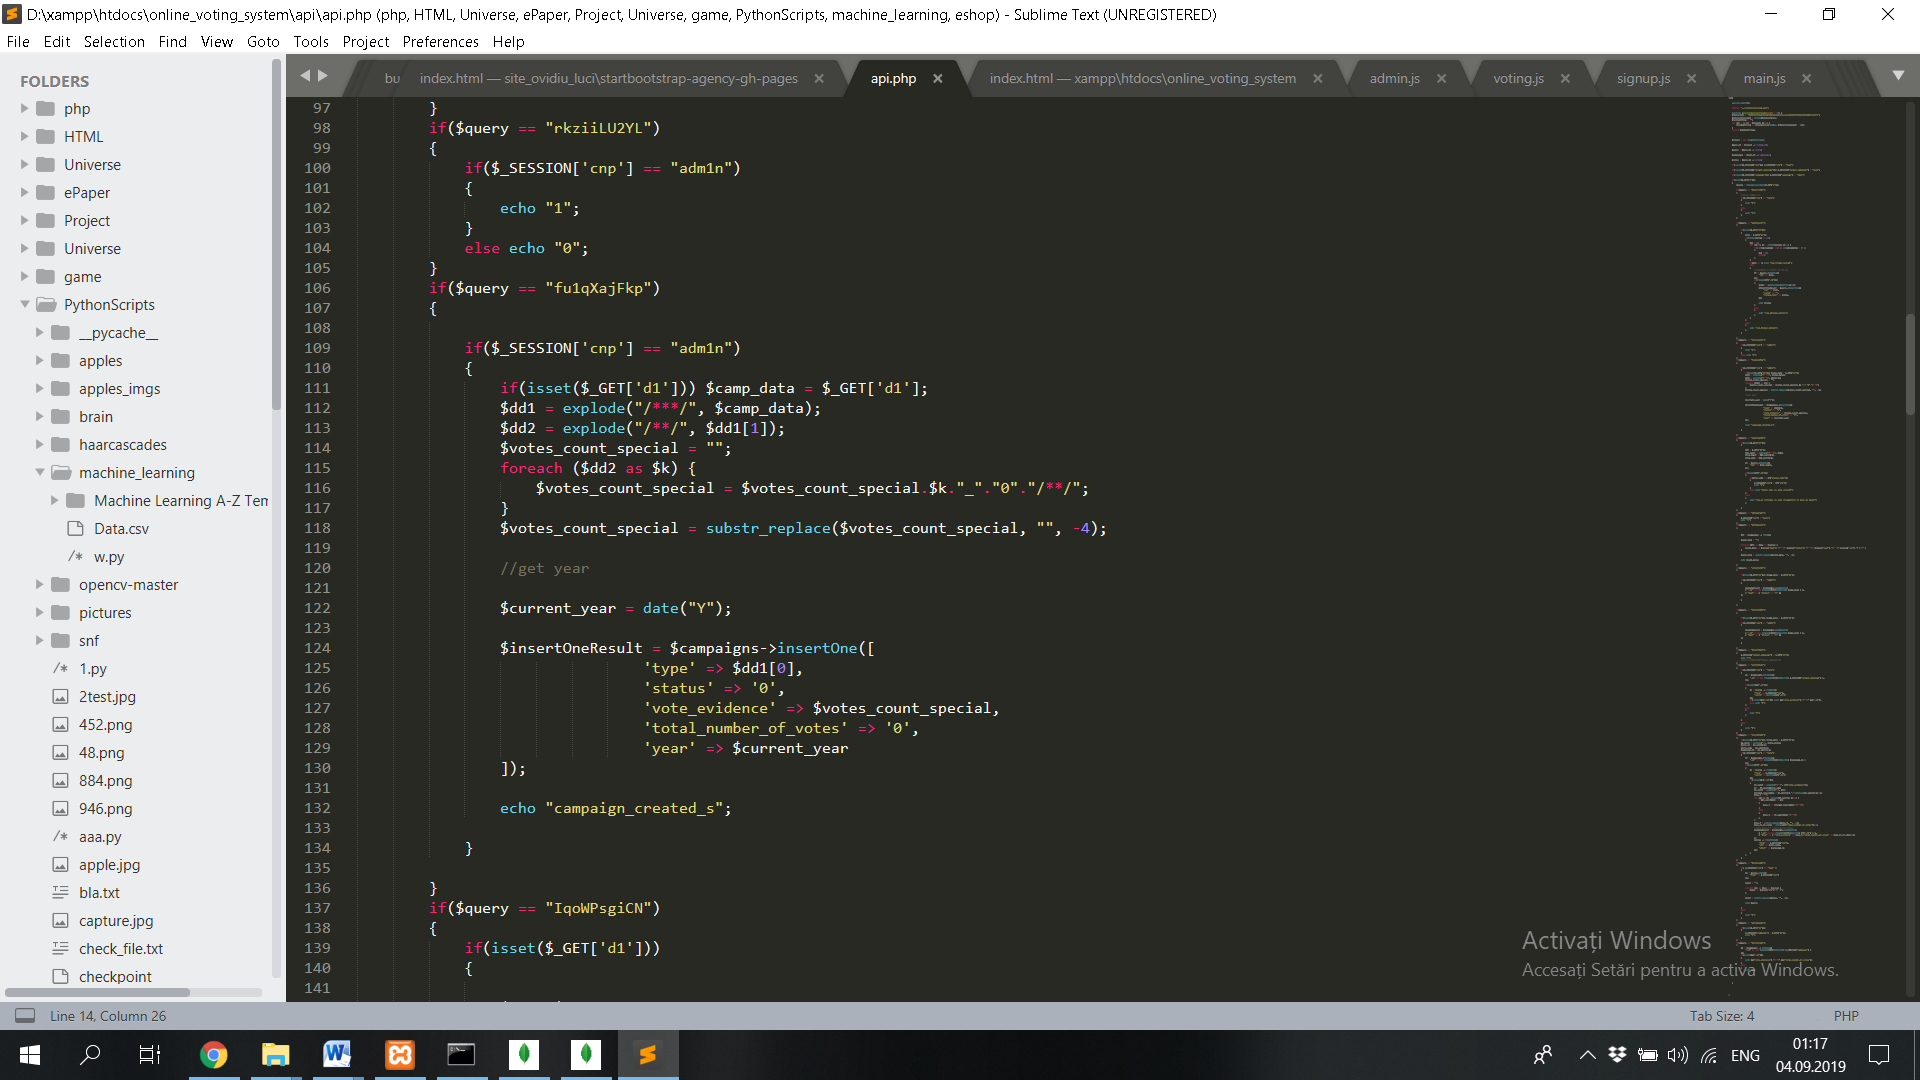 D:\xampp\htdocs\online_voting_system\api\api.php (php, HTML, Universe, ePaper, Project, Universe, game, PythonScripts, machine_learning, eshop) - Sublime Text (UNREGISTERED)
File Edit Selection Find View Goto Tools Project Preferences Help
FOLDERS
php
HTML
Universe
ePaper
Project
Universe
game
PythonScripts
__pycache__
apples
apples_imgs
brain
haarcascades
machine_learning
Machine Learning A-Z Tem
Data.csv
/* w.py
opencv-master
pictures
snf
/* 1.py
2test.jpg
452.png
48.png
884.png
946.png
/* aaa.py
apple.jpg
bla.txt
capture.jpg
check_file.txt
checkpoint
bu index.html — site_ovidiu_luci\startbootstrap-agency-gh-pages × api.php × index.html — xampp\htdocs\online_voting_system × admin.js × voting.js × signup.js × main.js ×
97 }
98 if($query == "rkziiLU2YL")
99 {
100 if($_SESSION['cnp'] == "adm1n")
101 {
102 echo "1";
103 }
104 else echo "0";
105 }
106 if($query == "fu1qXajFkp")
107 {
108
109 if($_SESSION['cnp'] == "adm1n")
110 {
111 if(isset($_GET['d1'])) $camp_data = $_GET['d1'];
112 $dd1 = explode("/***/", $camp_data);
113 $dd2 = explode("/**/", $dd1[1]);
114 $votes_count_special = "";
115 foreach ($dd2 as $k) {
116 $votes_count_special = $votes_count_special.$k."_"."0"."/**/";
117 }
118 $votes_count_special = substr_replace($votes_count_special, "", -4);
119
120 //get year
121
122 $current_year = date("Y");
123
124 $insertOneResult = $campaigns->insertOne([
125 'type' => $dd1[0],
126 'status' => '0',
127 'vote_evidence' => $votes_count_special,
128 'total_number_of_votes' => '0',
129 'year' => $current_year
130 ]);
131
132 echo "campaign_created_s";
133
134 }
135
136 }
137 if($query == "IqoWPsgiCN")
138 {
139 if(isset($_GET['d1']))
140 {
141
Activați Windows
Accesați Setări pentru a activa Windows.
Line 14, Column 26
Tab Size: 4
PHP
ENG
01:17
04.09.2019